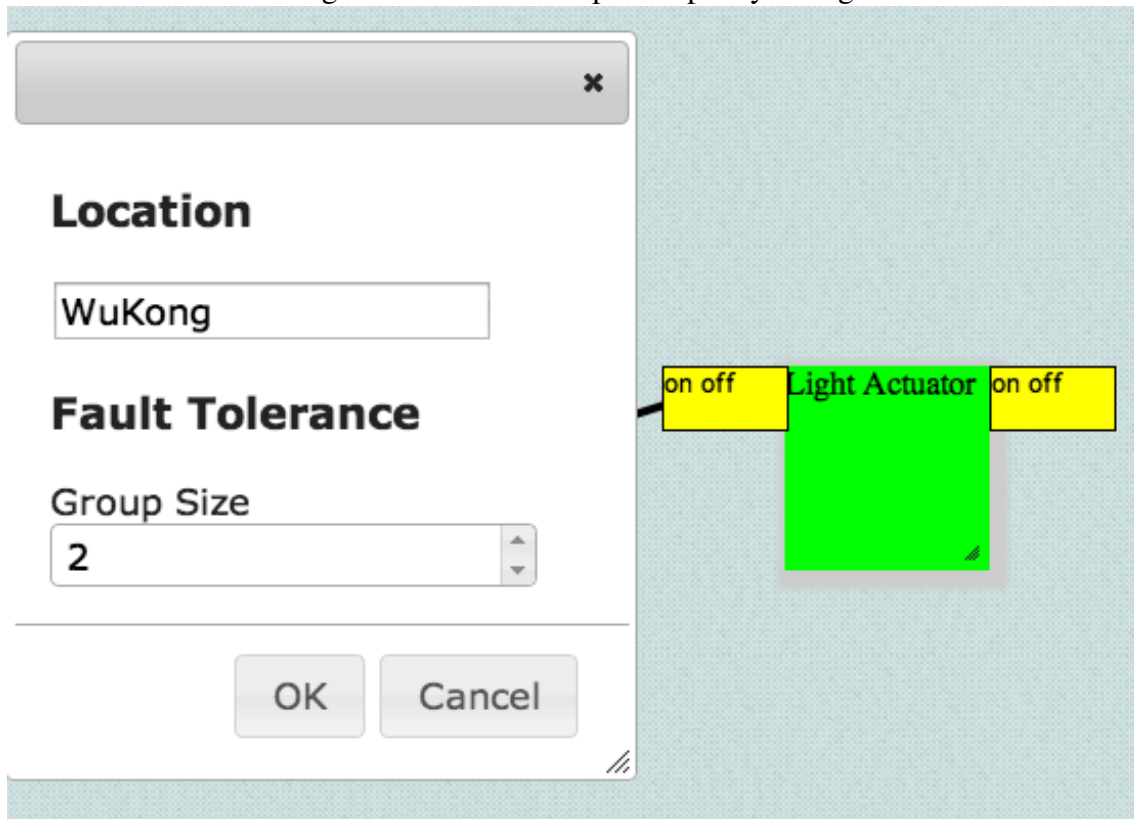 Location
WuKong
Fault Tolerance
Group Size
2
OK Cancel
on off Light Actuator on off